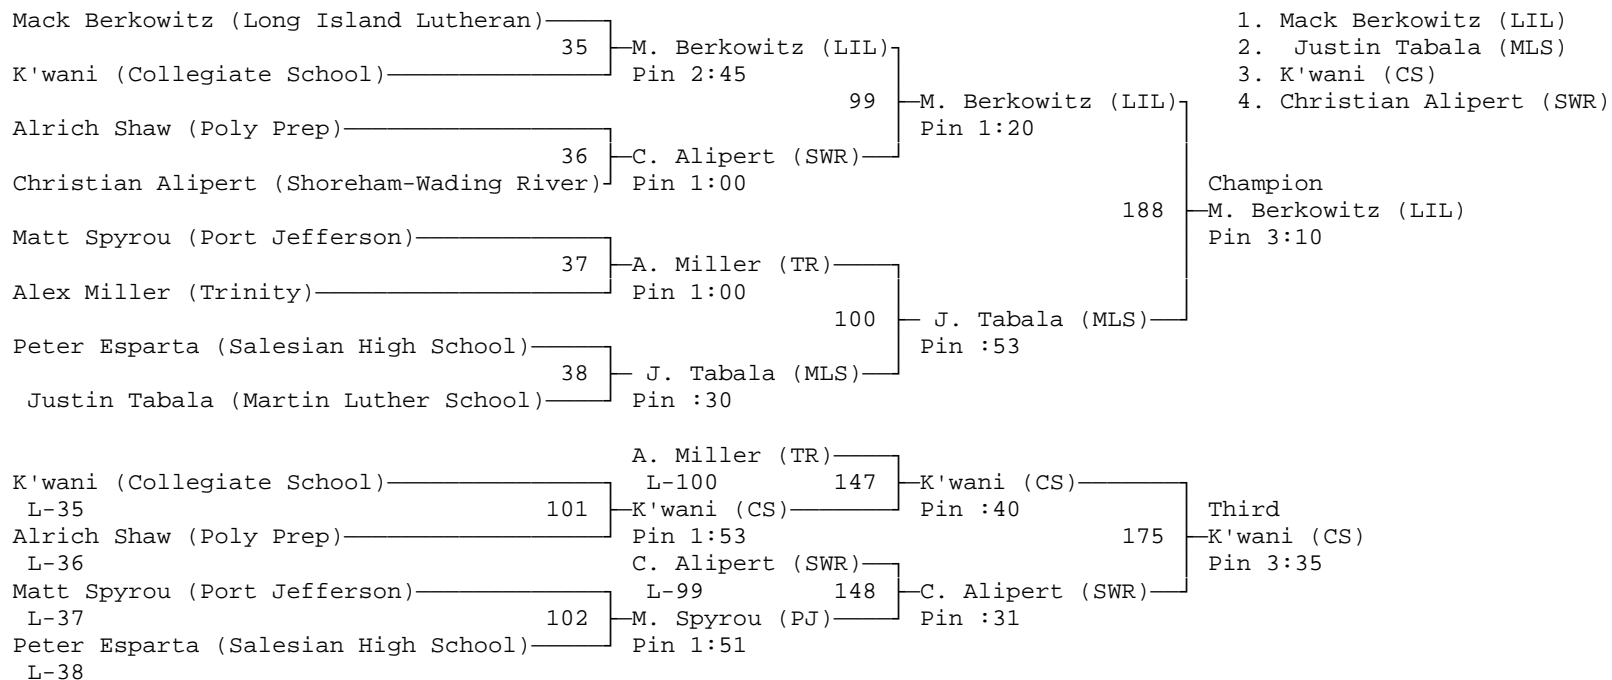 Mack Berkowitz (Long Island Lutheran) 1. Mack Berkowitz (LIL)
35 M. Berkowitz (LIL) 2. Justin Tabala (MLS)
K'wani (Collegiate School) Pin 2:45 3. K'wani (CS)
99 M. Berkowitz (LIL) 4. Christian Alipert (SWR)
Alrich Shaw (Poly Prep) Pin 1:20
36 C. Alipert (SWR)
Christian Alipert (Shoreham-Wading River) Pin 1:00 Champion
188 M. Berkowitz (LIL)
Matt Spyrou (Port Jefferson) Pin 3:10
37 A. Miller (TR)
Alex Miller (Trinity) Pin 1:00
100 J. Tabala (MLS)
Peter Esparta (Salesian High School) Pin :53
38 J. Tabala (MLS)
Justin Tabala (Martin Luther School) Pin :30
A. Miller (TR)
K'wani (Collegiate School) L-100 147 K'wani (CS)
L-35 101 K'wani (CS) Pin :40 Third
Alrich Shaw (Poly Prep) Pin 1:53 175 K'wani (CS)
L-36 C. Alipert (SWR) Pin 3:35
Matt Spyrou (Port Jefferson) L-99 148 C. Alipert (SWR)
L-37 102 M. Spyrou (PJ) Pin :31
Peter Esparta (Salesian High School) Pin 1:51
L-38